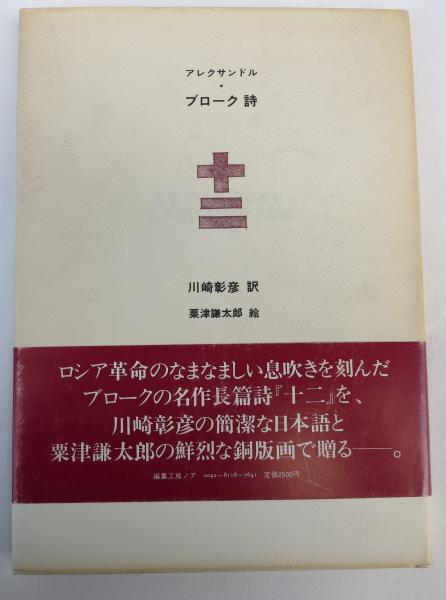 アレクサンドル
・
ブローク 詩
十二
川崎彰彦 訳
粟津謙太郎 絵
ロシア革命のなまなましい息吹きを刻んだ
ブロークの名作長篇詩『十二』を、
川崎彰彦の簡潔な日本語と
粟津謙太郎の鮮烈な銅版画で贈る――。
編集工房ノア 0092-8118-7641 定価2500円